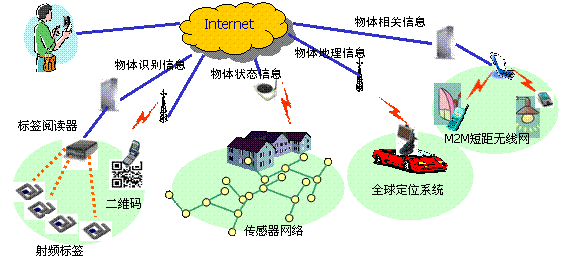 Internet
物体相关信息
物体识别信息
物体状态信息
物体地理信息
标签阅读器
二维码
射频标签
传感器网络
全球定位系统
M2M短距无线网